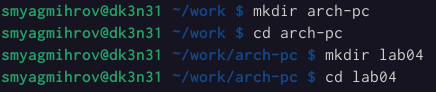 smyagmihrov@dk3n31 ~/work $ mkdir arch-pc
smyagmihrov@dk3n31 ~/work $ cd arch-pc
smyagmihrov@dk3n31 ~/work/arch-pc $ mkdir lab04
smyagmihrov@dk3n31 ~/work/arch-pc $ cd lab04